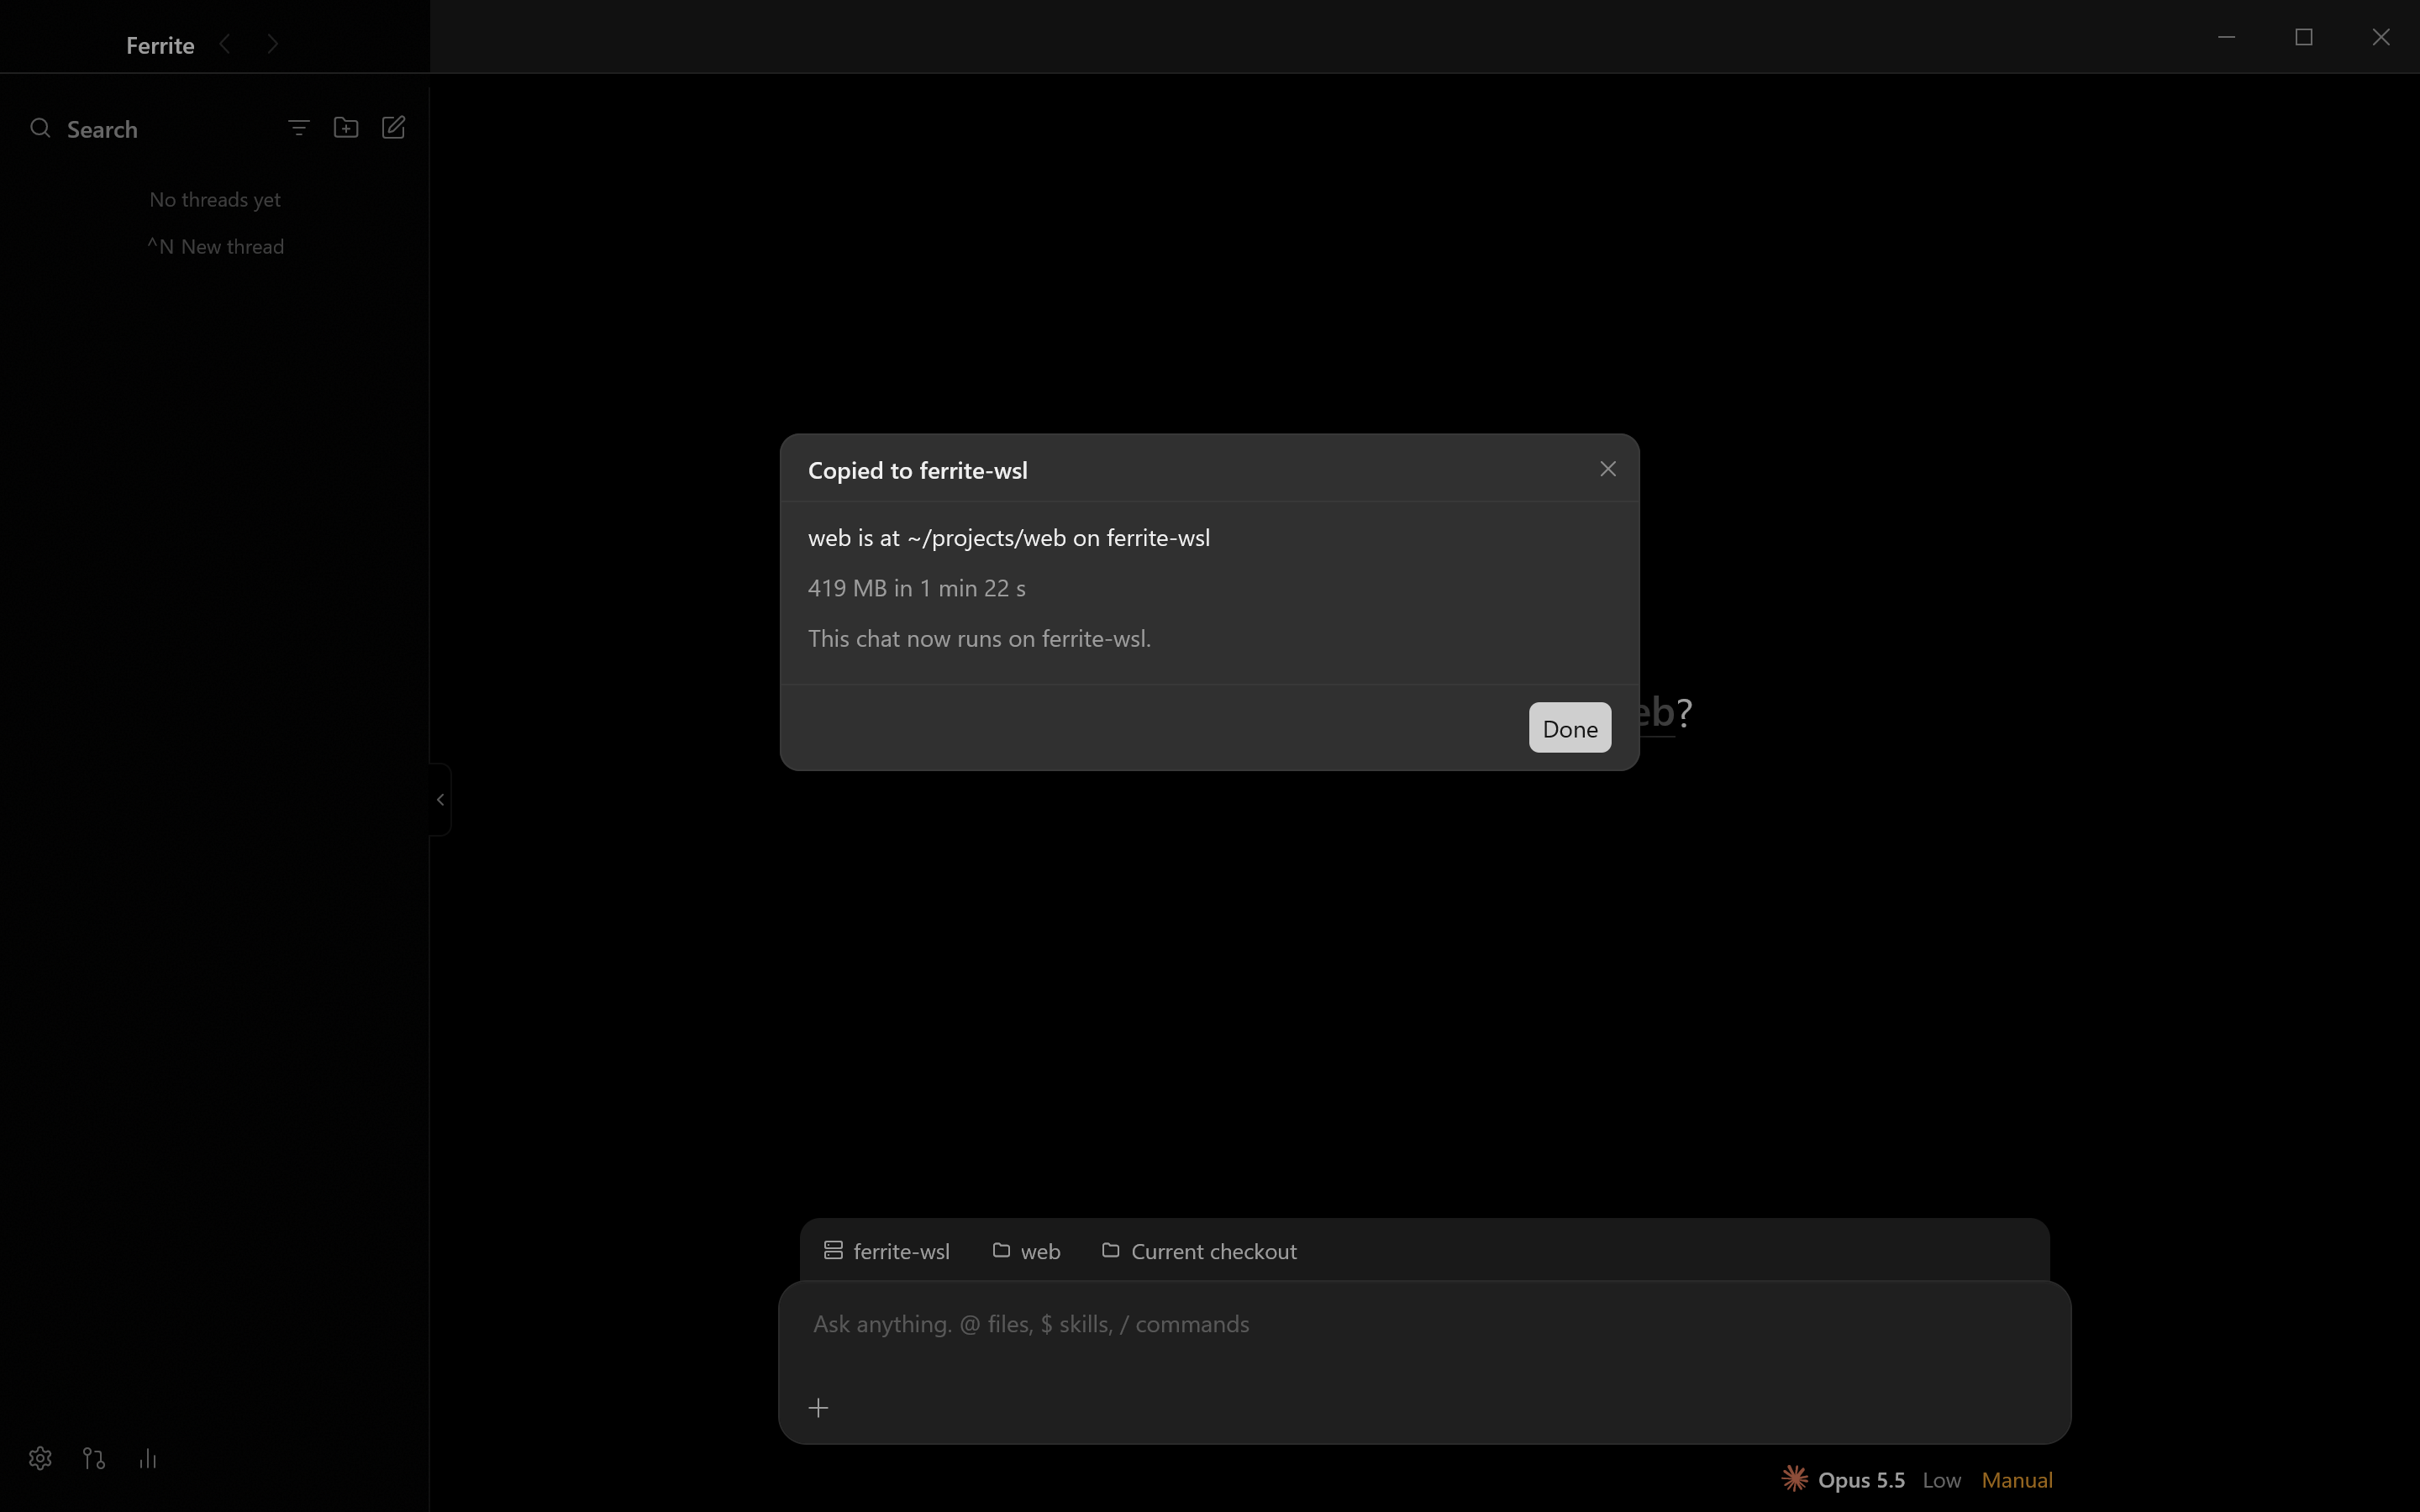 Ferrite
Search
No threads yet
^N New thread
Copied to ferrite-wsl
web is at ~/projects/web on ferrite-wsl
419 MB in 1 min 22 s
This chat now runs on ferrite-wsl.
eb?
Done
ferrite-wsl web Current checkout
Ask anything. @ files, $ skills, / commands
Opus 5.5 Low Manual